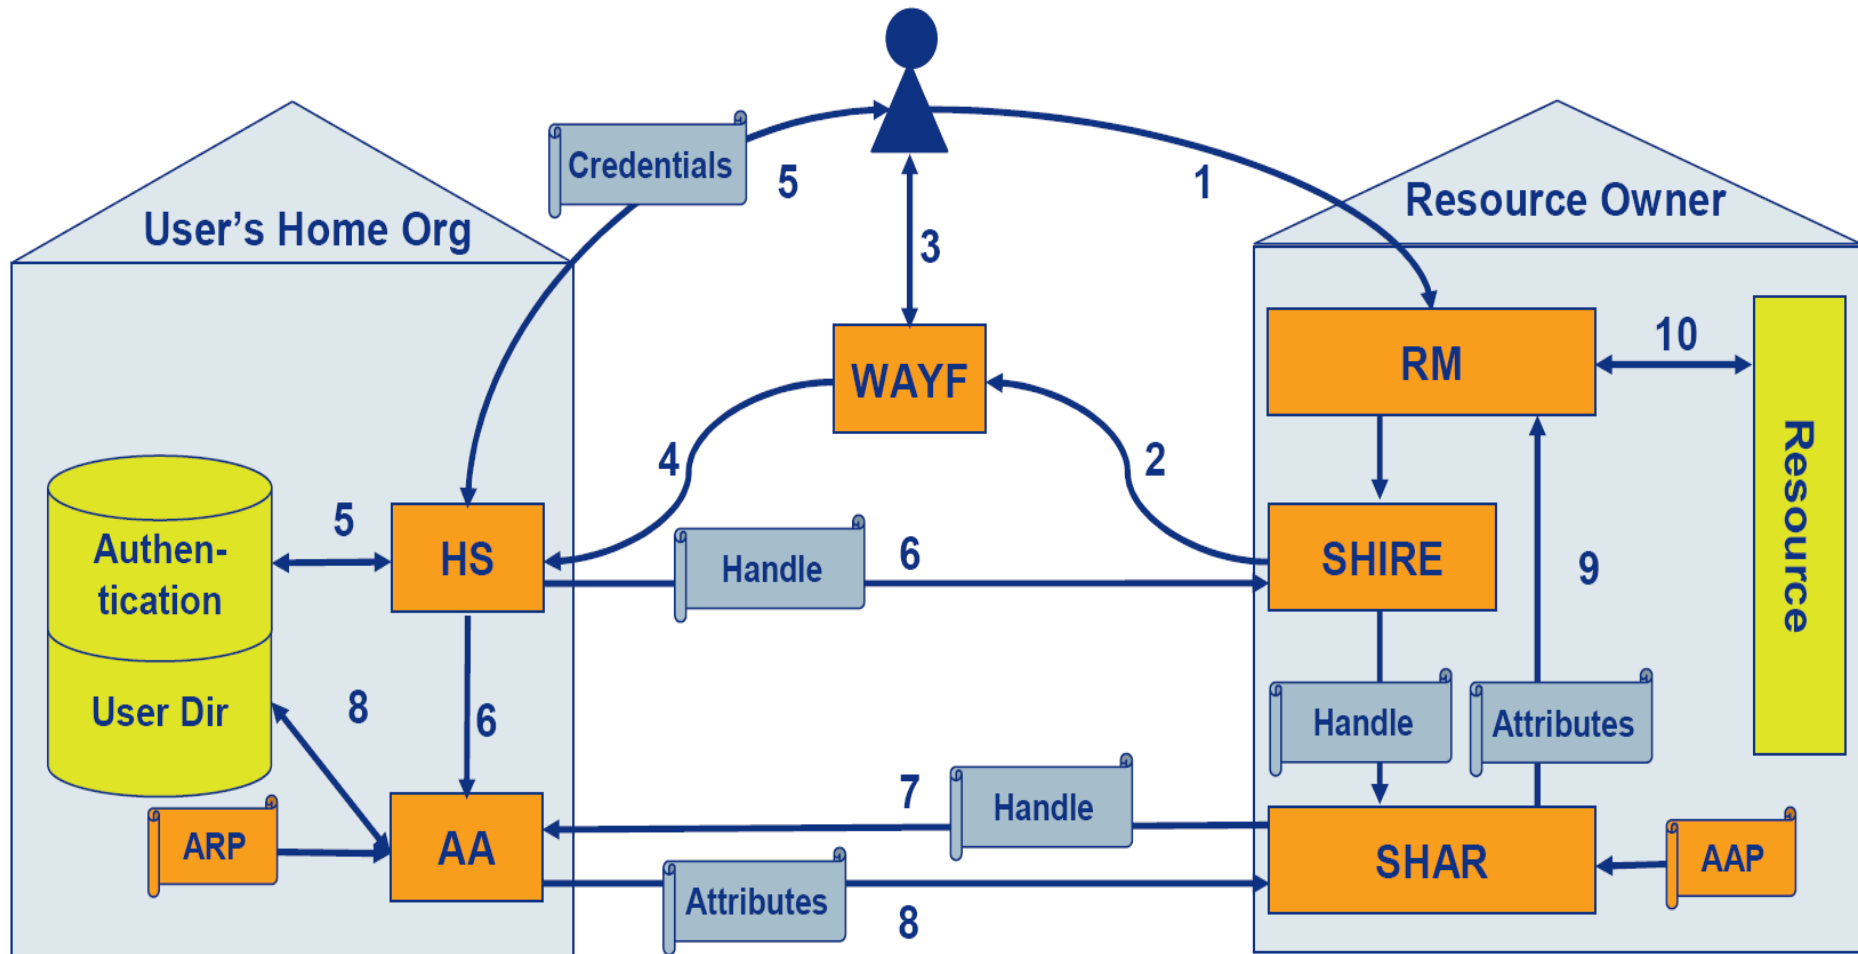 Credentials
5
1
User's Home Org
Resource Owner
3
10
RM
WAYF
4
2
Resource
5
Authen-
tication
HS
Handle
6
SHIRE
9
User Dir
8
6
Handle
Attributes
7
Handle
ARP
AA
SHAR
AAP
Attributes
8